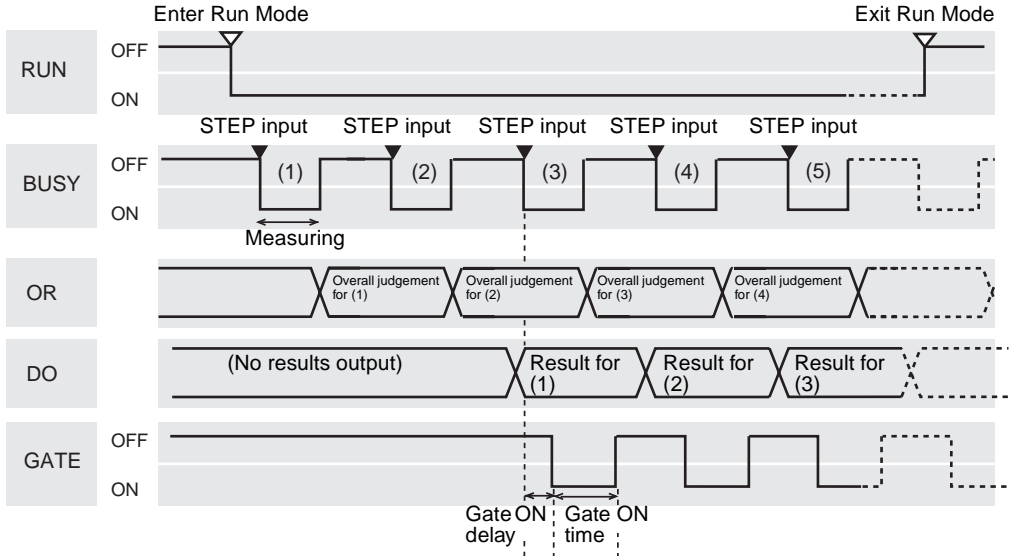 Enter Run Mode Exit Run Mode
RUN
OFF
ON
STEP input STEP input STEP input STEP input STEP input
BUSY
OFF
ON
(1) (2) (3) (4) (5)
Measuring
OR
Overall judgement
for (1)
Overall judgement
for (2)
Overall judgement
for (3)
Overall judgement
for (4)
DO
(No results output)
Result for
(1)
Result for
(2)
Result for
(3)
GATE
OFF
ON
Gate ON
delay
Gate ON
time